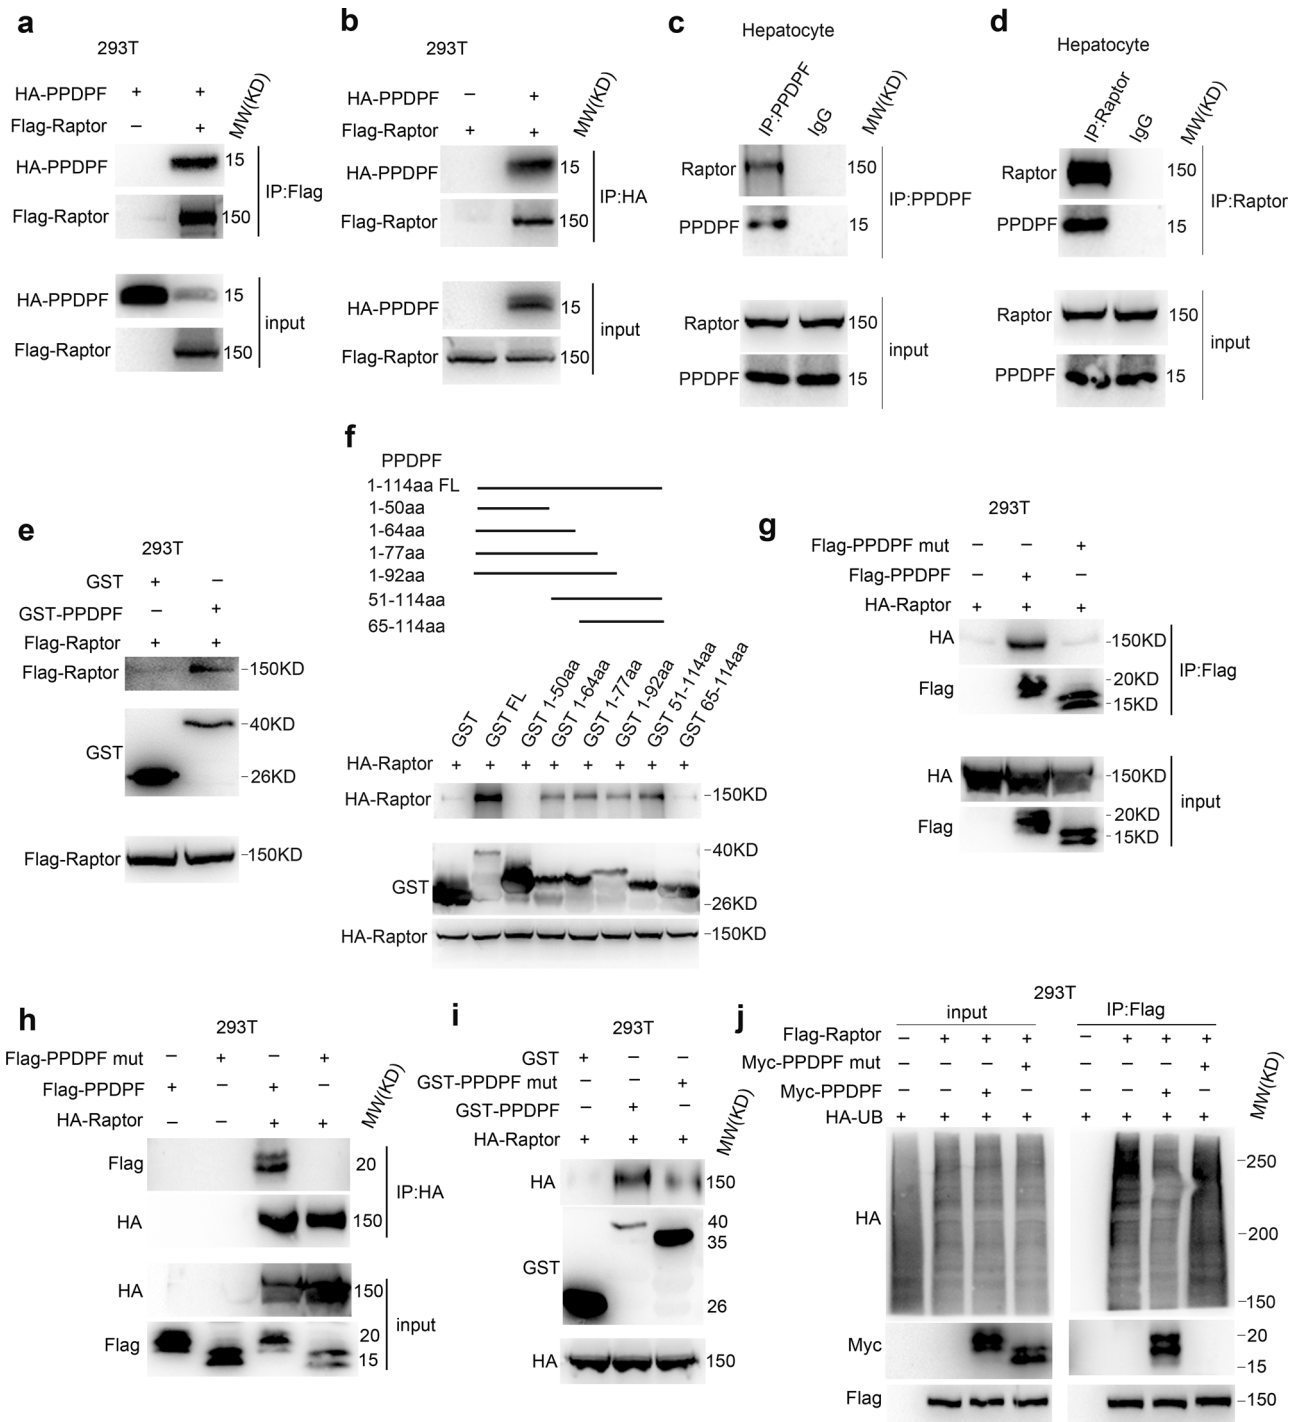 a
293T
HA-PPDPF + +
Flag-Raptor − +
MW(KD)
HA-PPDPF 15
Flag-Raptor 150
IP:Flag
HA-PPDPF 15
Flag-Raptor 150
input
b
293T
HA-PPDPF − +
Flag-Raptor + +
MW(KD)
HA-PPDPF 15
Flag-Raptor 150
IP:HA
HA-PPDPF 15
Flag-Raptor 150
input
c
Hepatocyte
IP:PPDPF IgG MW(KD)
Raptor 150
PPDPF 15
IP:PPDPF
Raptor 150
PPDPF 15
input
d
Hepatocyte
IP:Raptor IgG MW(KD)
Raptor 150
PPDPF 15
IP:Raptor
Raptor 150
PPDPF 15
input
e
293T
GST + −
GST-PPDPF − +
Flag-Raptor + +
Flag-Raptor -150KD
GST -40KD
-26KD
Flag-Raptor -150KD
f
PPDPF
1-114aa FL
1-50aa
1-64aa
1-77aa
1-92aa
51-114aa
65-114aa
GST GST FL GST 1-50aa GST 1-64aa GST 1-77aa GST 1-92aa GST 51-114aa GST 65-114aa
HA-Raptor + + + + + + + +
HA-Raptor -150KD
GST -40KD
-26KD
HA-Raptor -150KD
g
293T
Flag-PPDPF mut − − +
Flag-PPDPF − + −
HA-Raptor + + +
HA -150KD
Flag -20KD
-15KD
IP:Flag
HA -150KD
Flag -20KD
-15KD
input
h
293T
Flag-PPDPF mut − + − +
Flag-PPDPF + − + −
HA-Raptor − − + +
MW(KD)
Flag 20
HA 150
IP:HA
HA 150
Flag 20
15
input
i
293T
GST + − −
GST-PPDPF mut − − +
GST-PPDPF − + −
HA-Raptor + + +
MW(KD)
HA 150
GST 40
35
26
HA 150
j
293T
input IP:Flag
Flag-Raptor − + + + − + + +
Myc-PPDPF mut − − − + − − − +
Myc-PPDPF − − + − − − + −
HA-UB + + + + + + + +
MW(KD)
HA -250
-200
-150
Myc -20
-15
Flag -150